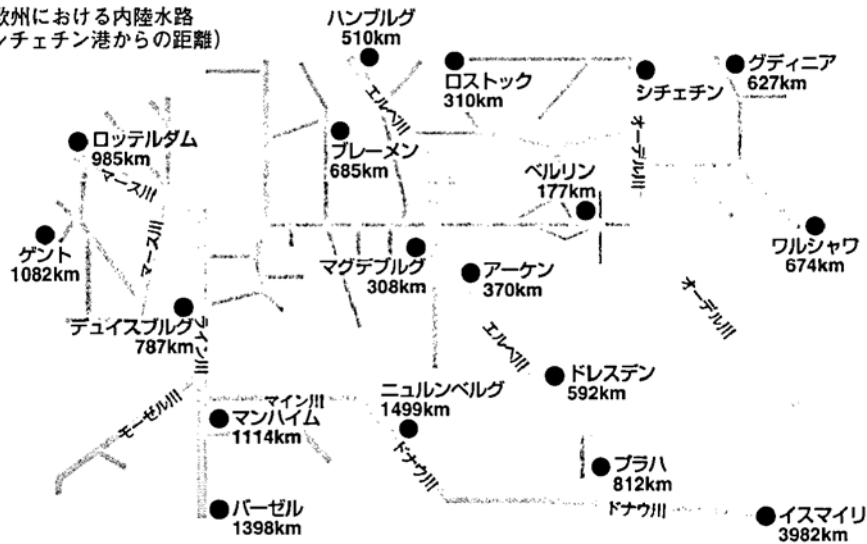 欧州における内陸水路
シチェチン港からの距離)
ハンブルグ
510km
ロストック
310km
シチェチン
グディニア
627km
エルベ川
ロッテルダム
985km
ブレーメン
685km
オーデル川
マース川
ベルリン
177km
ゲント
1082km
マース川
マグデブルグ
308km
アーケン
370km
ワルシャワ
674km
オーデル川
デュイスブルグ
787km
ライン川
エルベ川
ドレスデン
592km
モーゼル川
マイン川
マンハイム
1114km
ニュルンベルグ
1499km
ドナウ川
プラハ
812km
バーゼル
1398km
ドナウ川
イスマイリ
3982km